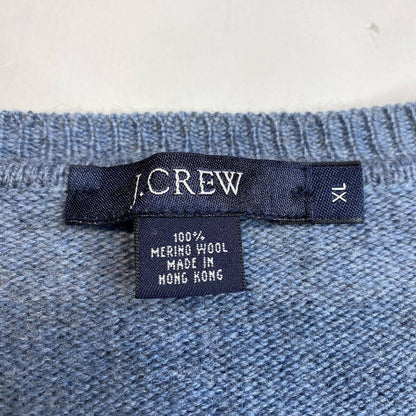 J.CREW
XL
100%
MERINO WOOL
MADE IN
HONG KONG